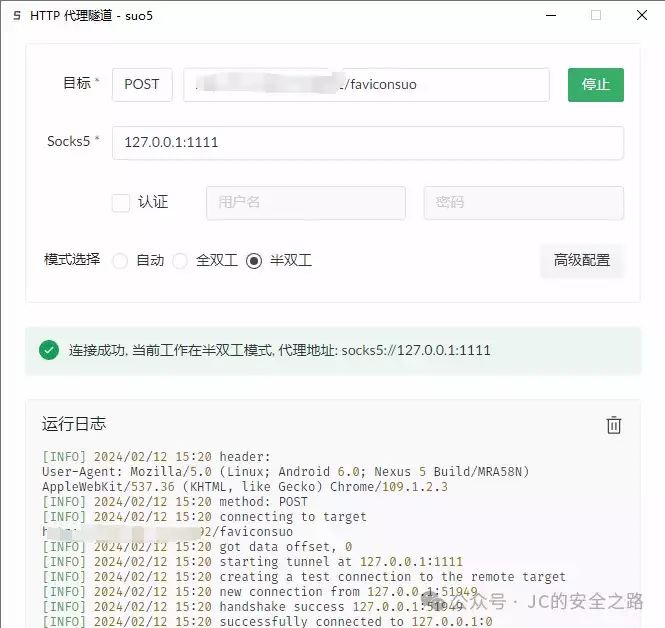 HTTP 代理隧道 - suo5
目标 * POST /faviconsuo 停止
Socks5 * 127.0.0.1:1111
认证 用户名 密码
模式选择 自动 全双工 半双工 高级配置
连接成功, 当前工作在半双工模式, 代理地址: socks5://127.0.0.1:1111
运行日志
[INFO] 2024/02/12 15:20 header:
User-Agent: Mozilla/5.0 (Linux; Android 6.0; Nexus 5 Build/MRA58N)
AppleWebKit/537.36 (KHTML, like Gecko) Chrome/109.1.2.3
[INFO] 2024/02/12 15:20 method: POST
[INFO] 2024/02/12 15:20 connecting to target
/faviconsuo
[INFO] 2024/02/12 15:20 got data offset, 0
[INFO] 2024/02/12 15:20 starting tunnel at 127.0.0.1:1111
[INFO] 2024/02/12 15:20 creating a test connection to the remote target
[INFO] 2024/02/12 15:20 new connection from 127.0.0.1:51949
[INFO] 2024/02/12 15:20 handshake success 127.0.0.1:51949
[INFO] 2024/02/12 15:20 successfully connected to 127.0.0.1:0
公众号 · JC的安全之路